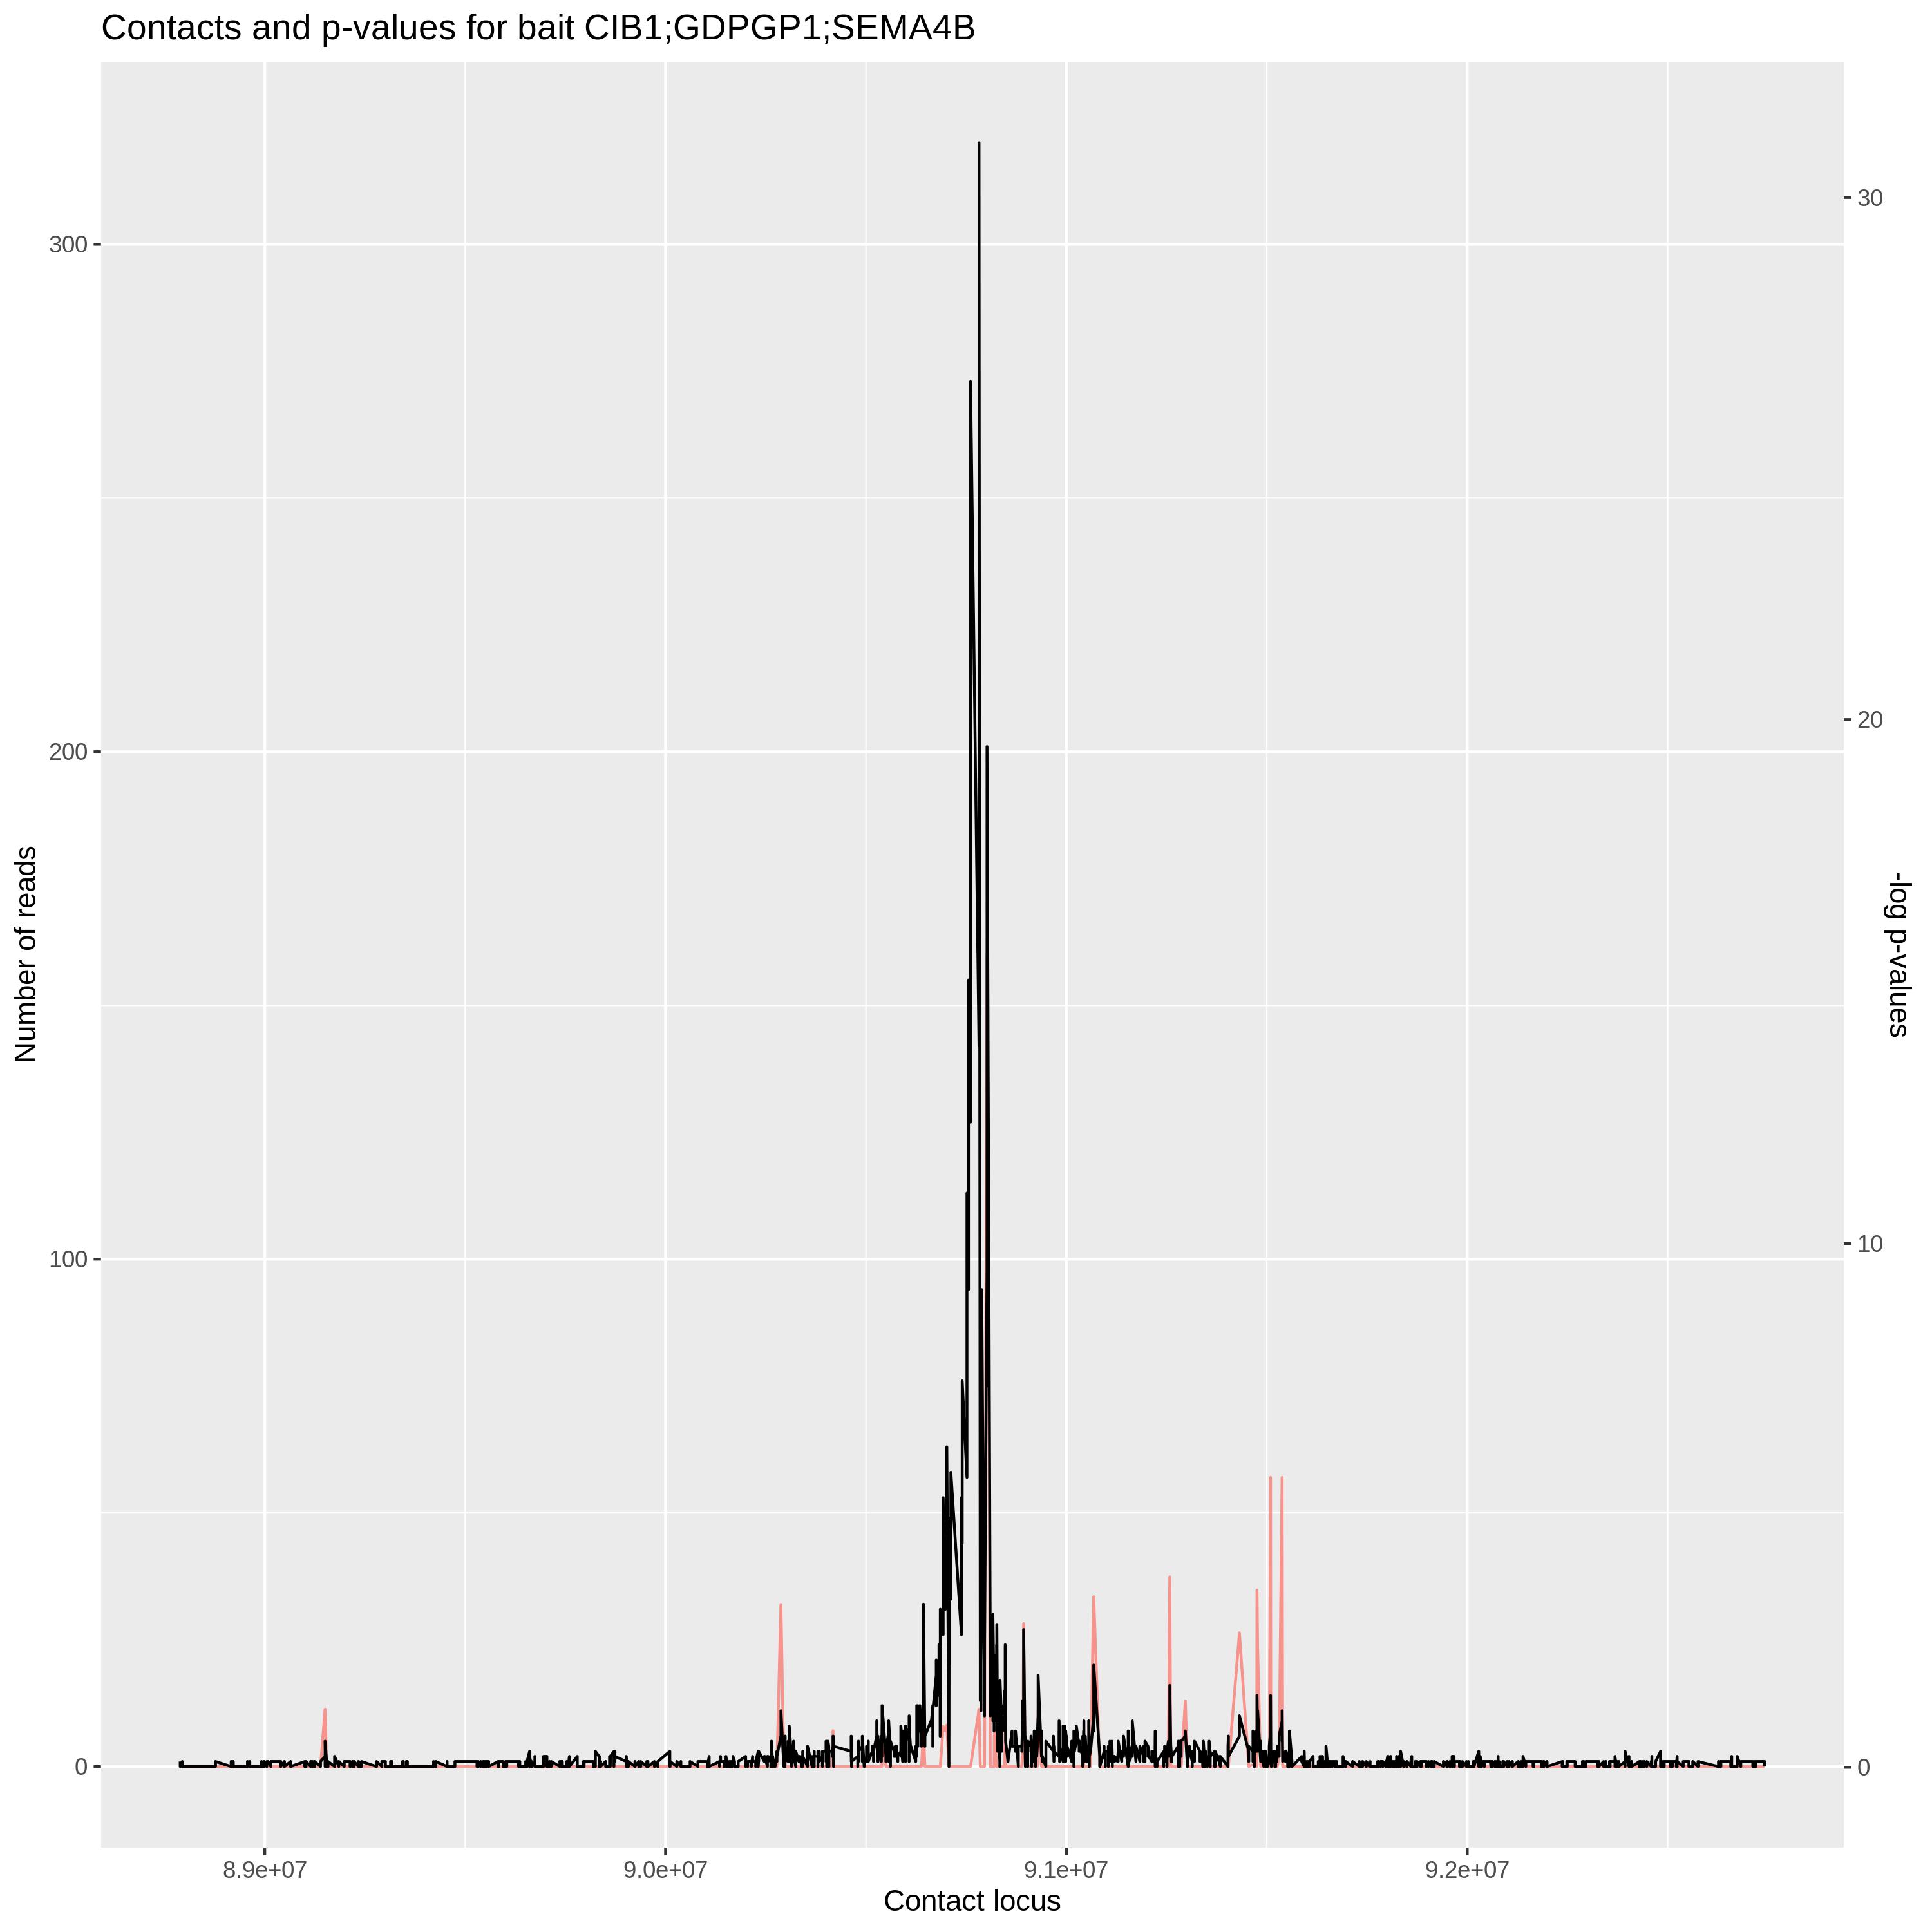 Contacts and p-values for bait CIB1;GDPGP1;SEMA4B
300
200
100
0
Number of reads
30
20
10
0
-log p-values
8.9e+07 9.0e+07 9.1e+07 9.2e+07
Contact locus